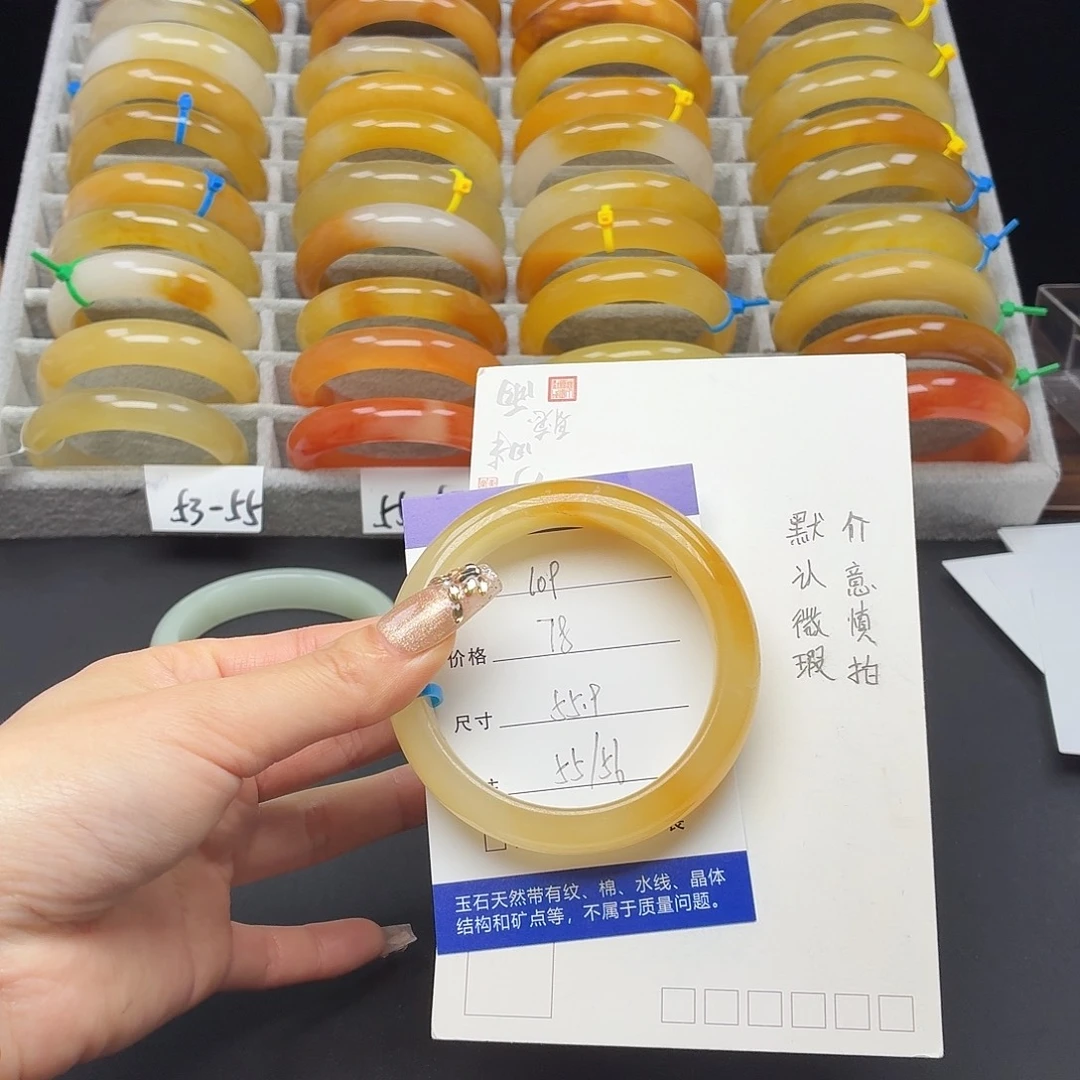 53-55
109
价格 78
尺寸 55.9
55/56
玉石天然带有纹、棉、水线、晶体
结构和矿点等，不属于质量问题。
默认微瑕
介意慎拍